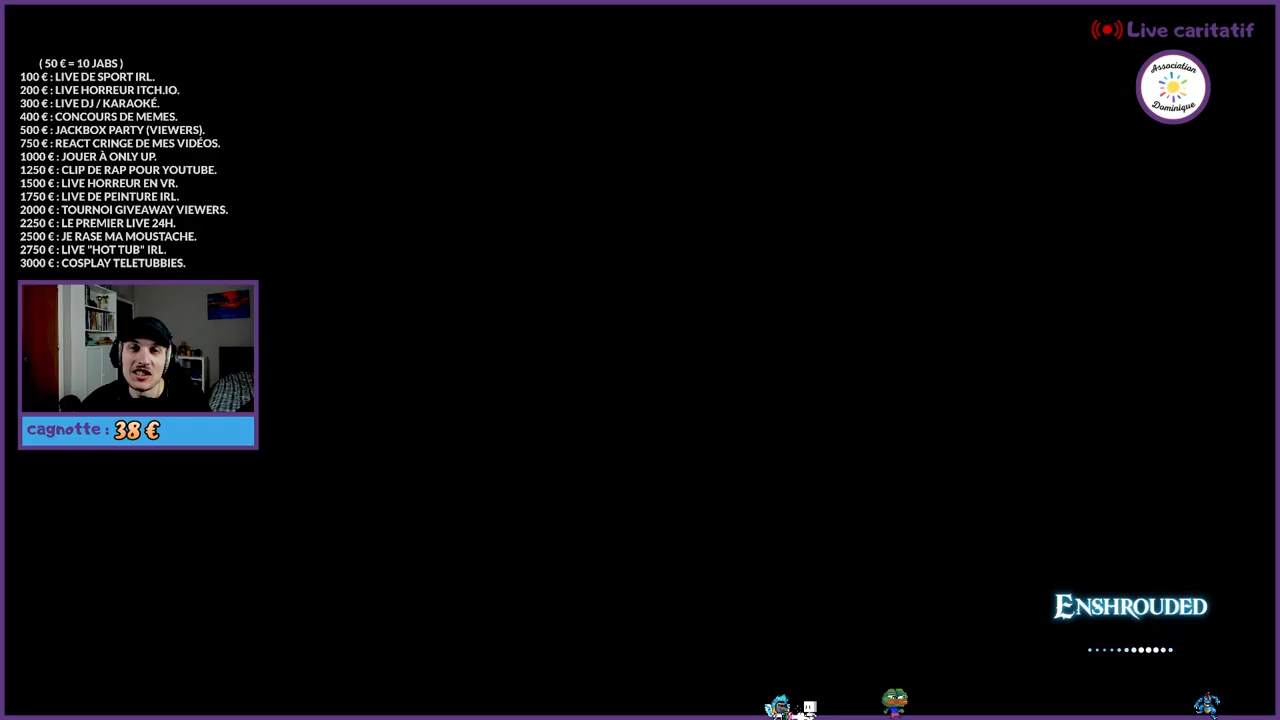 Live caritatif
Association
Dominique
( 50 € = 10 JABS )
100 € : LIVE DE SPORT IRL.
200 € : LIVE HORREUR ITCH.IO.
300 € : LIVE DJ / KARAOKÉ.
400 € : CONCOURS DE MEMES.
500 € : JACKBOX PARTY (VIEWERS).
750 € : REACT CRINGE DE MES VIDÉOS.
1000 € : JOUER À ONLY UP.
1250 € : CLIP DE RAP POUR YOUTUBE.
1500 € : LIVE HORREUR EN VR.
1750 € : LIVE DE PEINTURE IRL.
2000 € : TOURNOI GIVEAWAY VIEWERS.
2250 € : LE PREMIER LIVE 24H.
2500 € : JE RASE MA MOUSTACHE.
2750 € : LIVE "HOT TUB" IRL.
3000 € : COSPLAY TELETUBBIES.
cagnotte : 38 €
ENSHROUDED